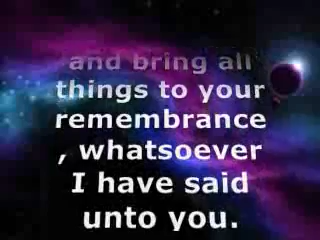 and bring all
things to your
remembrance
, whatsoever
I have said
unto you.